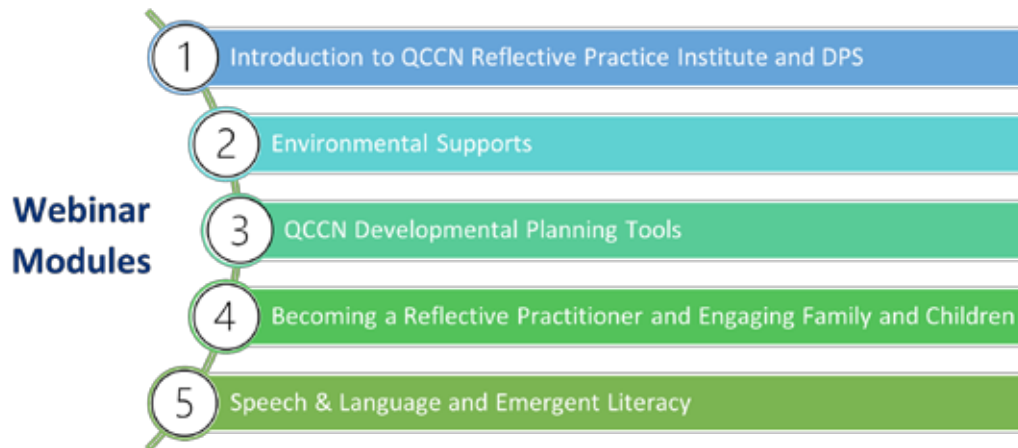 Webinar
Modules
1
Introduction to QCCN Reflective Practice Institute and DPS
2
Environmental Supports
3
QCCN Developmental Planning Tools
4
Becoming a Reflective Practitioner and Engaging Family and Children
5
Speech & Language and Emergent Literacy